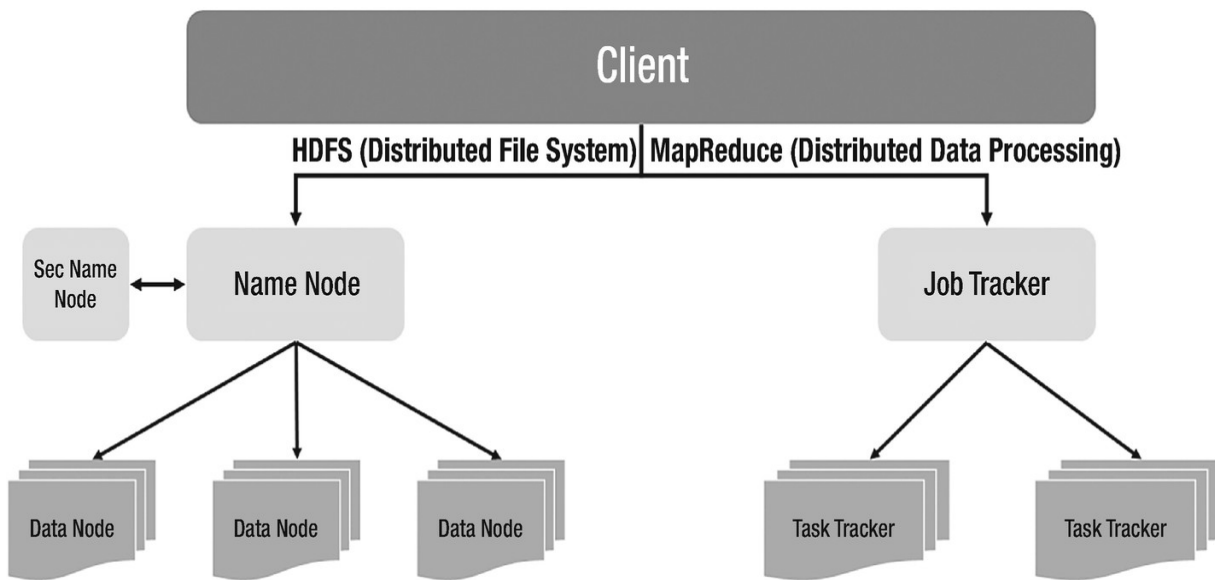 Client
HDFS (Distributed File System) MapReduce (Distributed Data Processing)
Sec Name
Node
Name Node
Job Tracker
Data Node
Data Node
Data Node
Task Tracker
Task Tracker